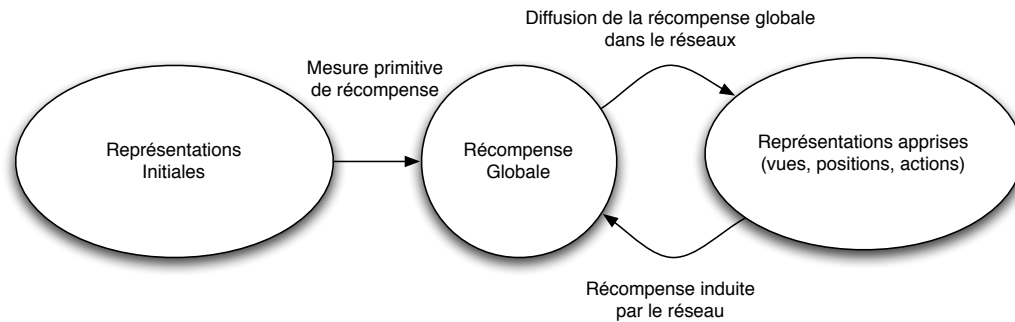 Diffusion de la récompense globale
dans le réseaux
Mesure primitive
de récompense
Représentations
Initiales
Récompense
Globale
Représentations apprises
(vues, positions, actions)
Récompense induite
par le réseau